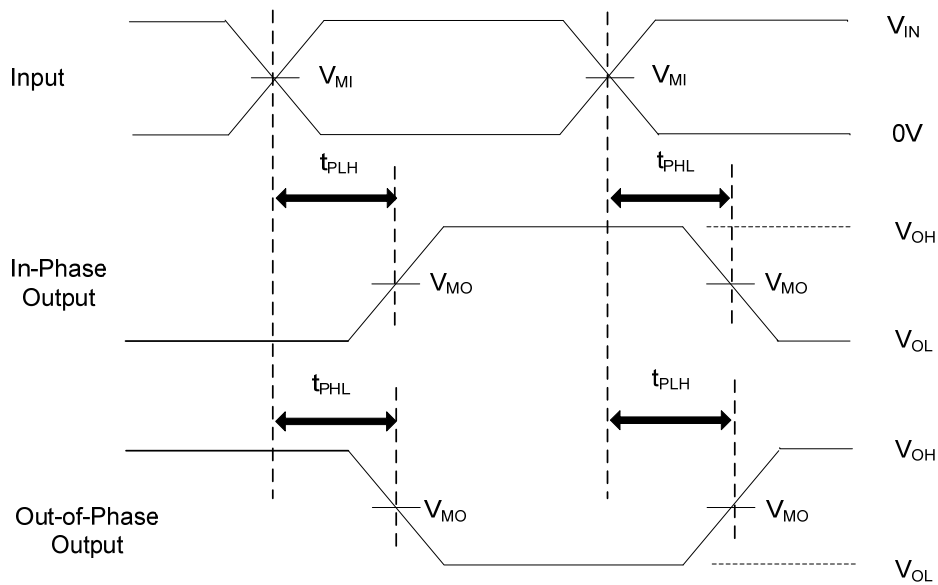 V_IN
Input
V_MI
V_MI
0V
t_PLH
t_PHL
V_OH
In-Phase
Output
V_MO
V_MO
V_OL
t_PHL
t_PLH
V_OH
Out-of-Phase
Output
V_MO
V_MO
V_OL